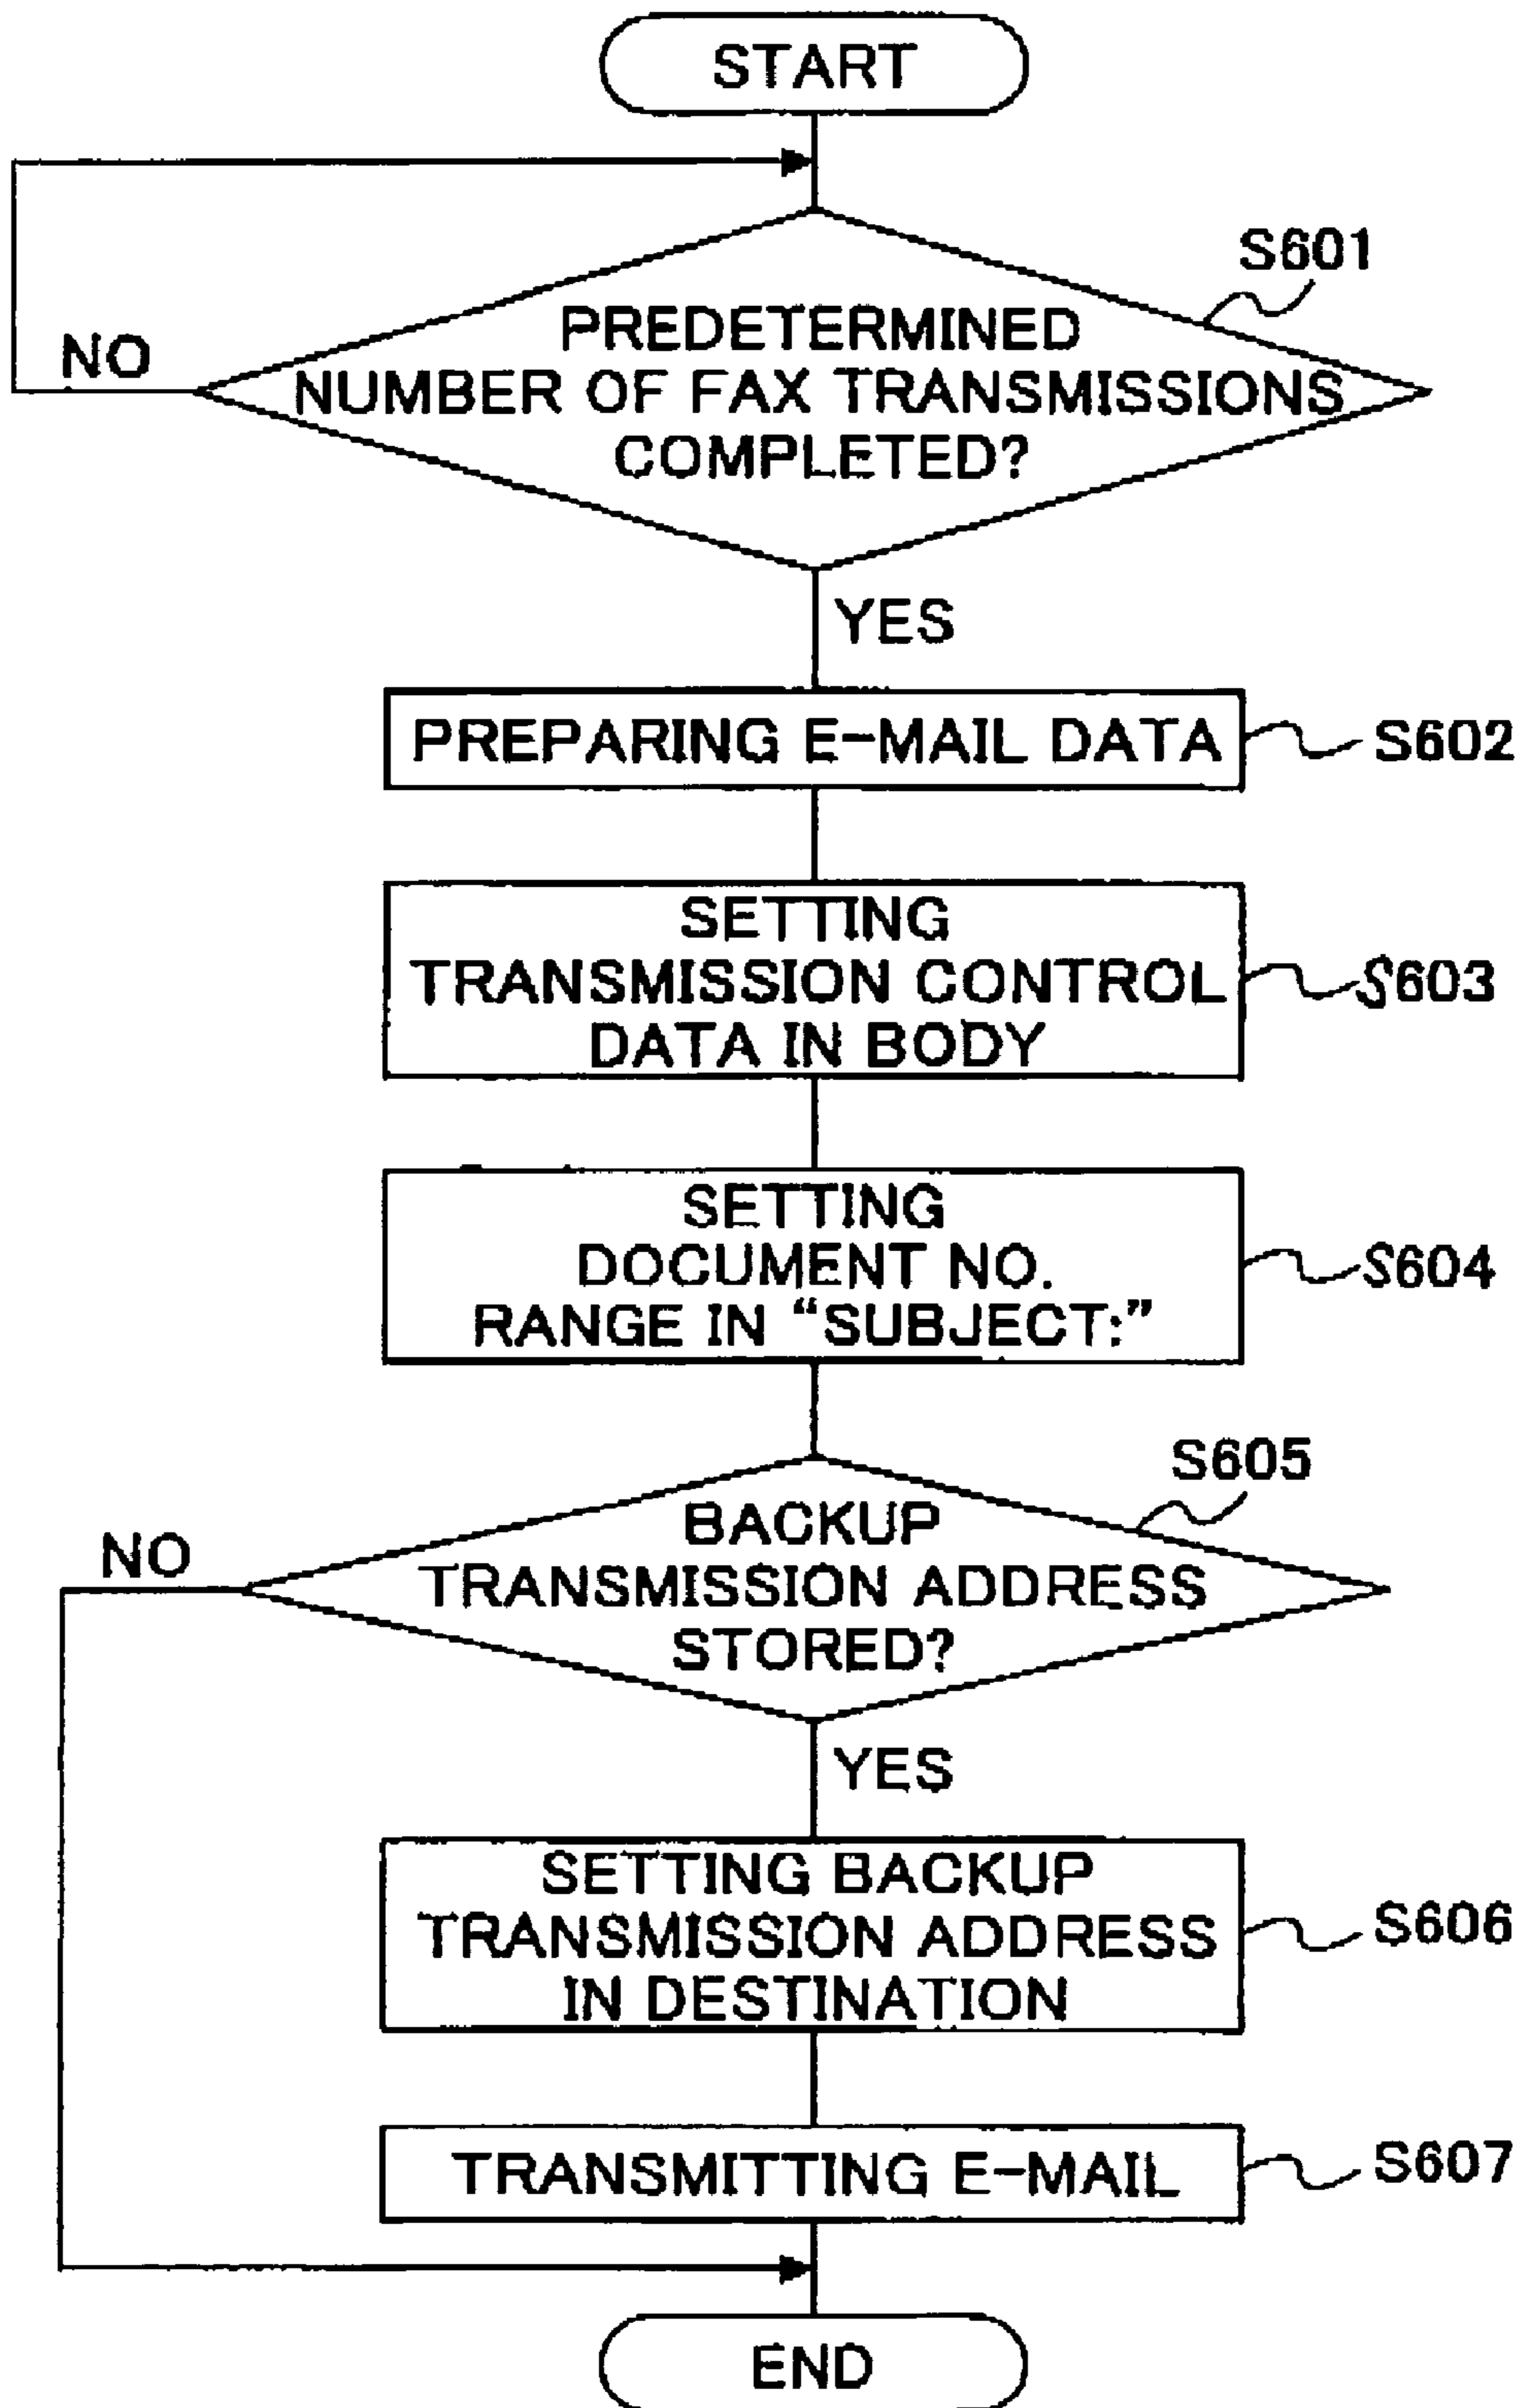 START
S601
PREDETERMINED
NO
NUMBER OF FAX TRANSMISSIONS
COMPLETED?
YES
PREPARING E-MAIL DATA
S602
SETTING
TRANSMISSION CONTROL
S603
DATA IN BODY
SETTING
DOCUMENT NO.
S604
RANGE IN “SUBJECT:”
S605
BACKUP
NO
TRANSMISSION ADDRESS
STORED?
YES
SETTING BACKUP
TRANSMISSION ADDRESS
S606
IN DESTINATION
TRANSMITTING E-MAIL
S607
END